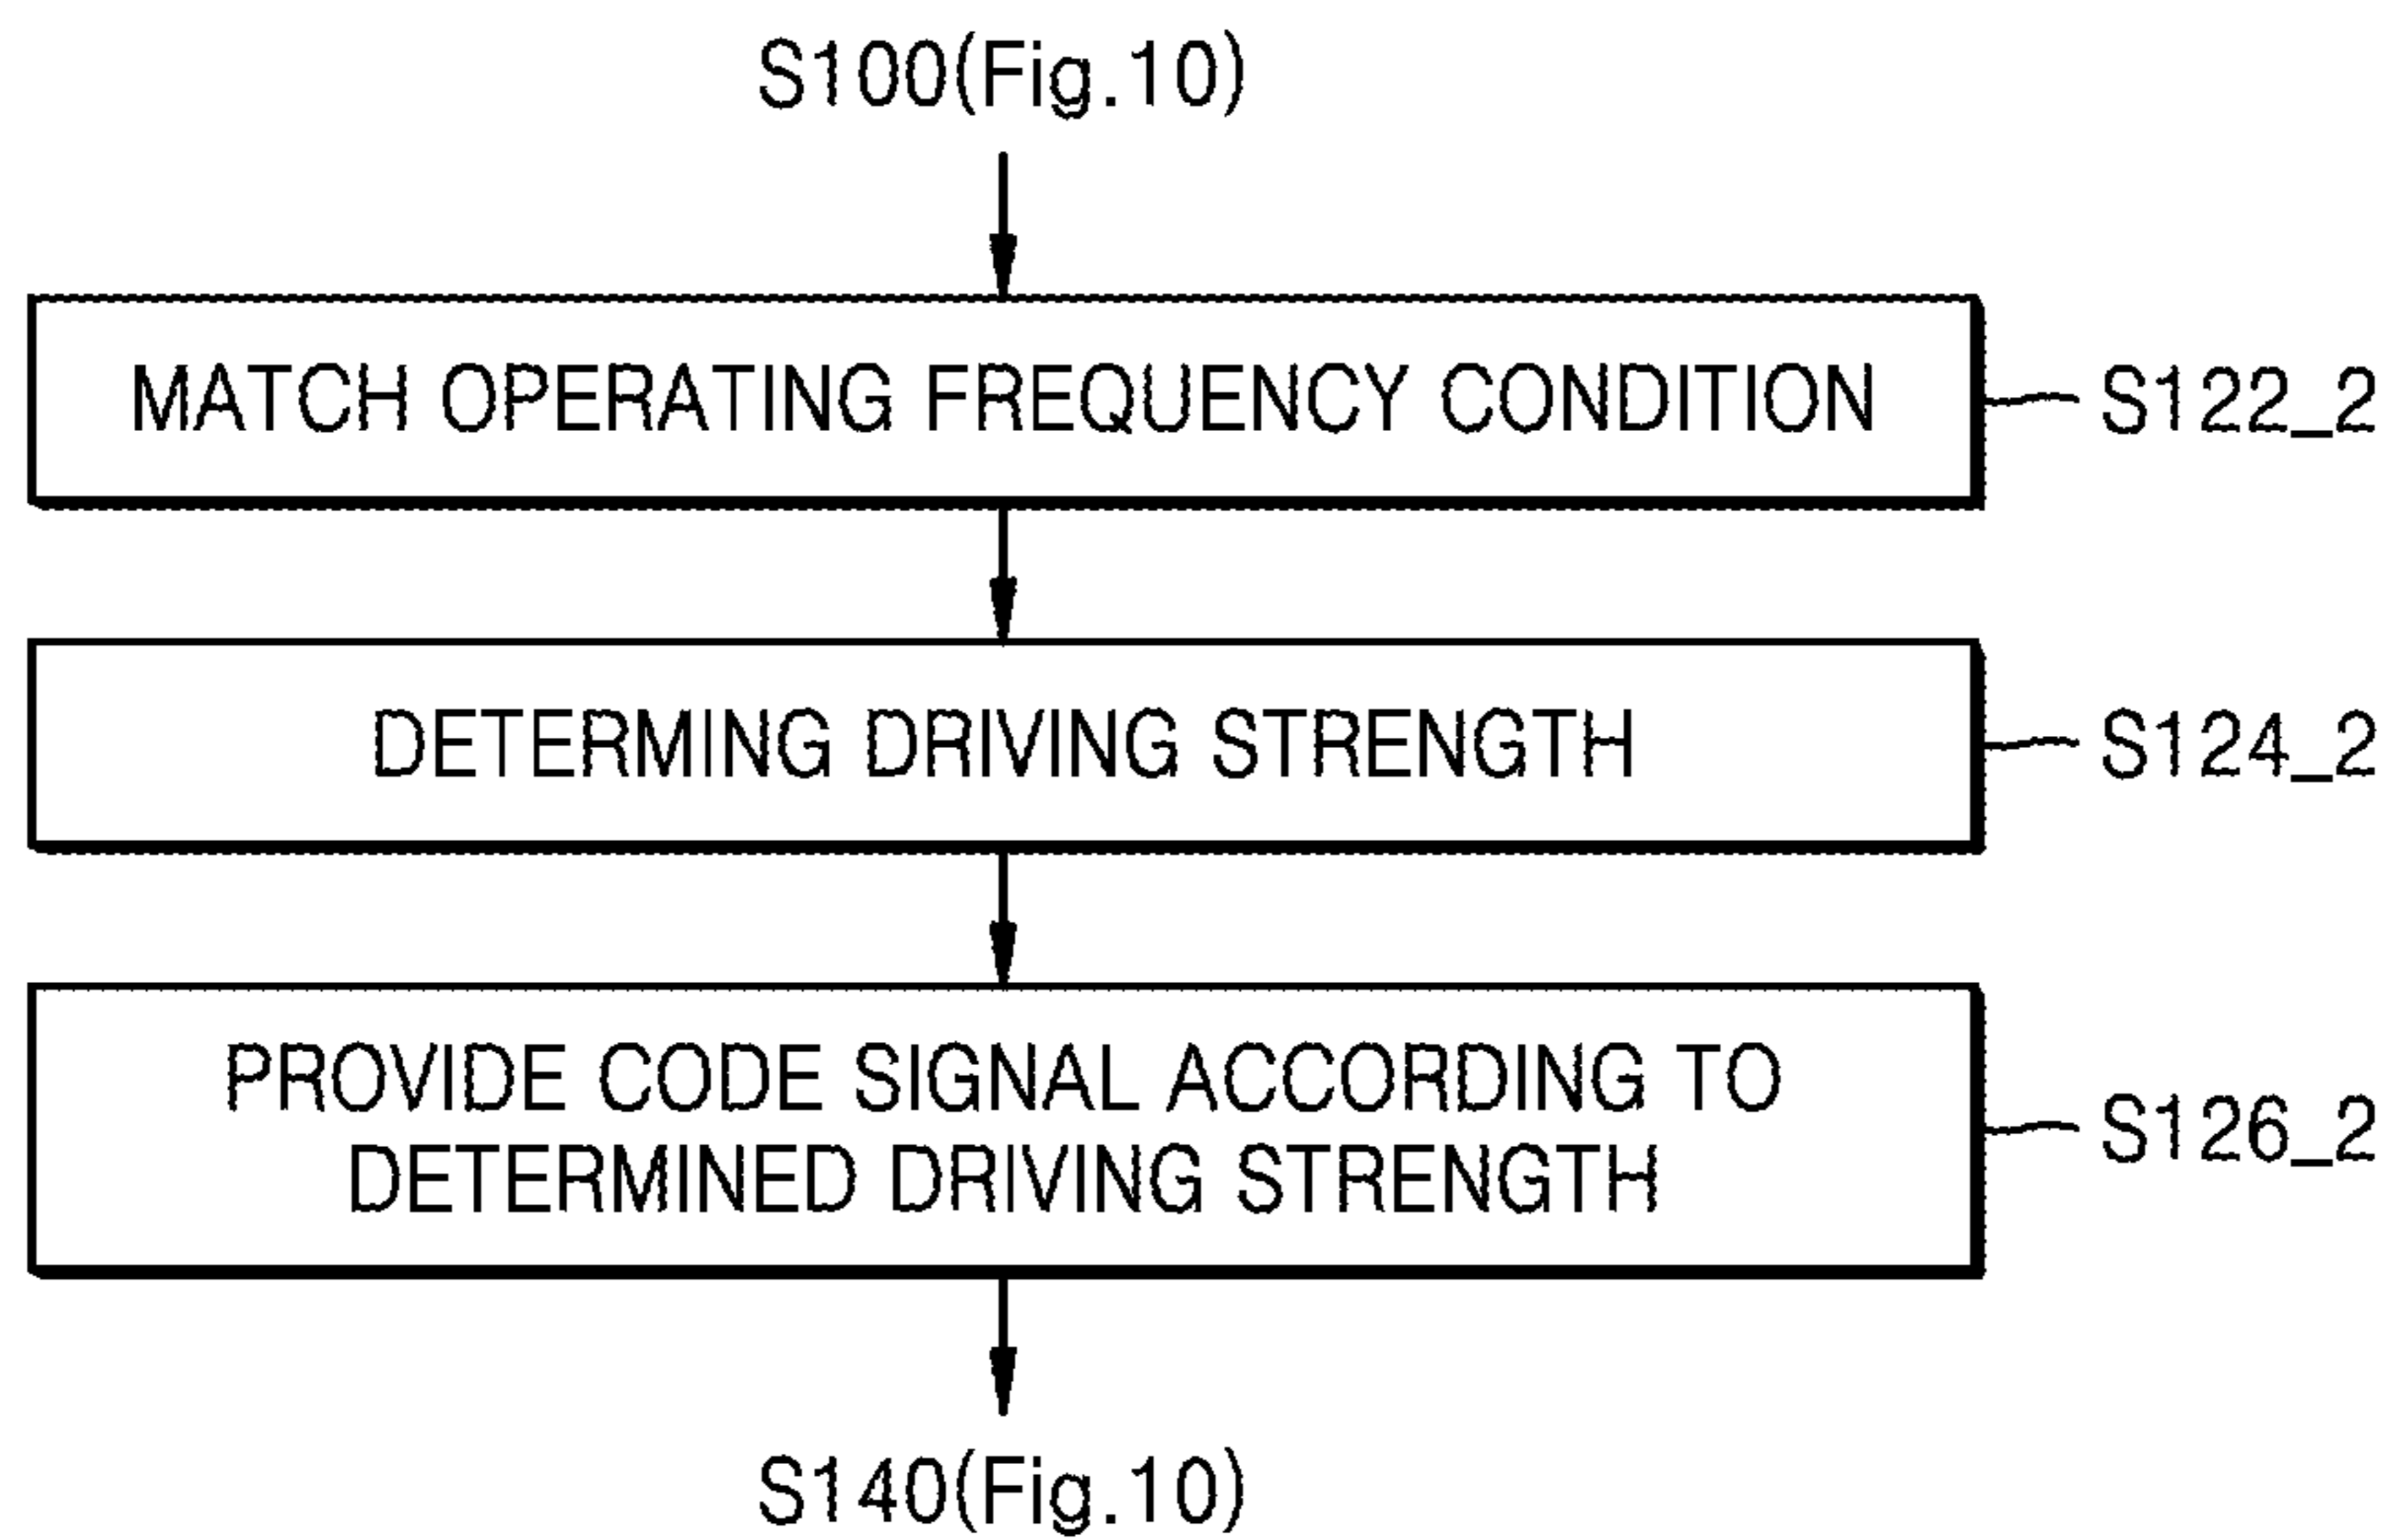 S100(Fig.10)
MATCH OPERATING FREQUENCY CONDITION
S122_2
DETERMING DRIVING STRENGTH
S124_2
PROVIDE CODE SIGNAL ACCORDING TO
DETERMINED DRIVING STRENGTH
S126_2
S140(Fig.10)